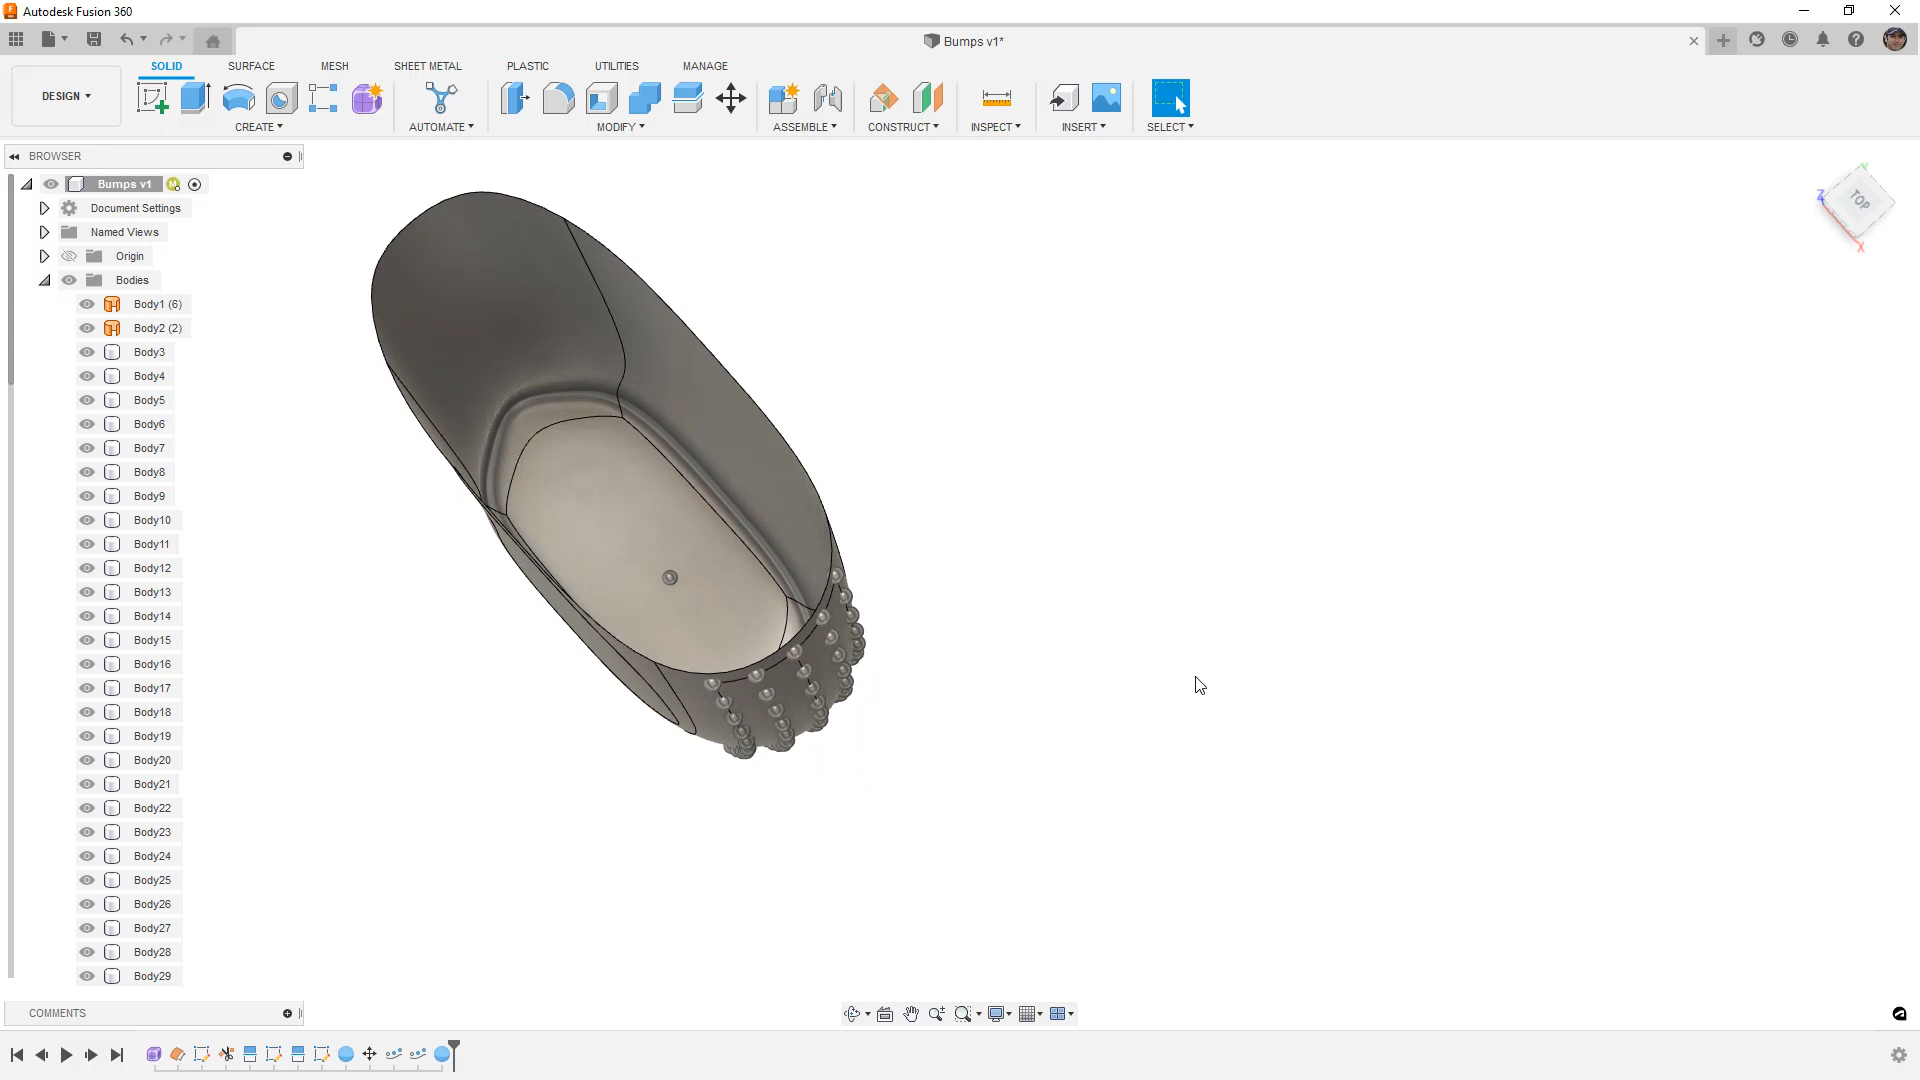 Autodesk Fusion 360
Bumps v1*
DESIGN
SOLID SURFACE MESH SHEET METAL PLASTIC UTILITIES MANAGE
CREATE AUTOMATE MODIFY ASSEMBLE CONSTRUCT INSPECT INSERT SELECT
BROWSER
Bumps v1
Document Settings
Named Views
Origin
Bodies
Body1 (6)
Body2 (2)
Body3
Body4
Body5
Body6
Body7
Body8
Body9
Body10
Body11
Body12
Body13
Body14
Body15
Body16
Body17
Body18
Body19
Body20
Body21
Body22
Body23
Body24
Body25
Body26
Body27
Body28
Body29
Y
Z
TOP
X
COMMENTS